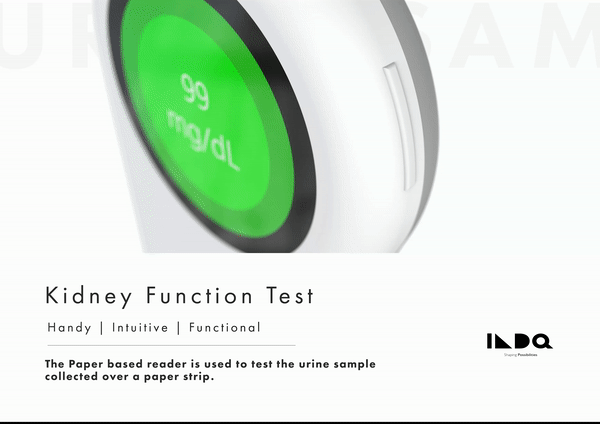 99
mg/dL
Kidney Function Test
Handy | Intuitive | Functional
The Paper based reader is used to test the urine sample
collected over a paper strip.
INDQ
Shaping Possibilities